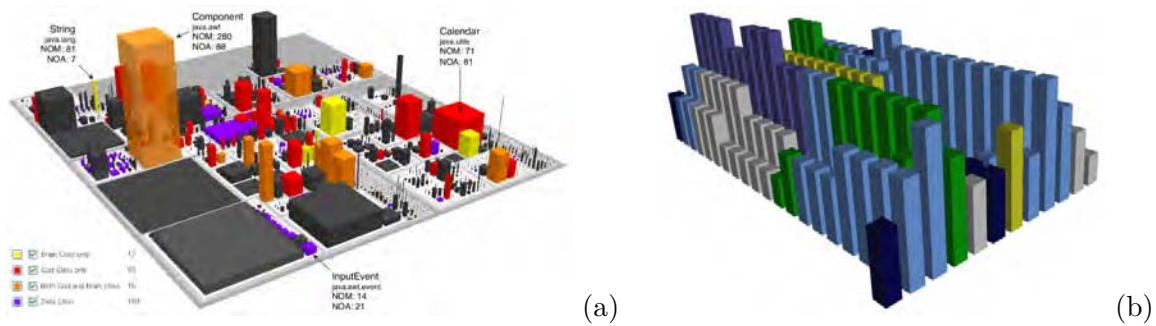 String
java.lang
NOM: 81
NOA: 7
Component
java.awt
NOM: 280
NOA: 88
Calendar
java.utils
NOM: 71
NOA: 81
InputEvent
java.awt.event
NOM: 14
NOA: 21
(a)
(b)